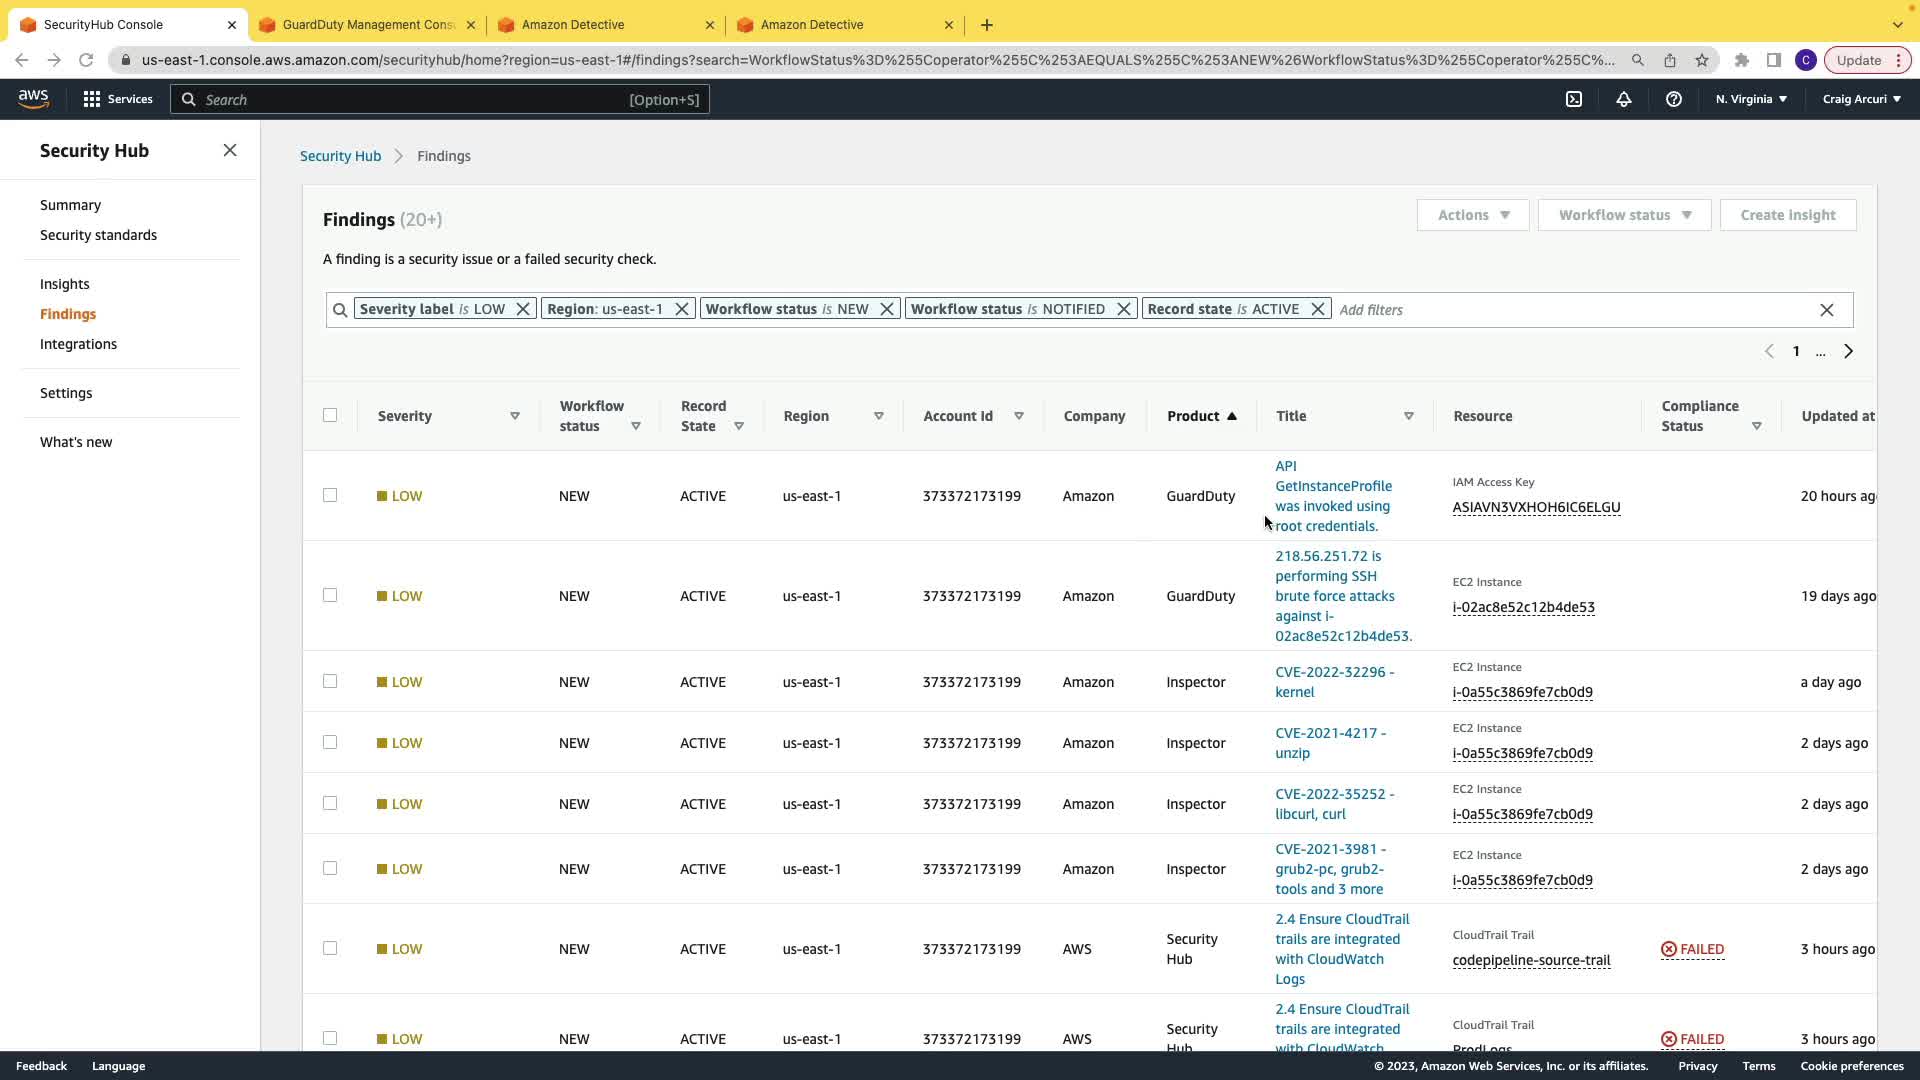 SecurityHub Console
GuardDuty Management Cons
Amazon Detective
Amazon Detective
us-east-1.console.aws.amazon.com/securityhub/home?region=us-east-1#/findings?search=WorkflowStatus%3D%255Coperator%255C%253AEQUALS%255C%253ANEW%26WorkflowStatus%3D%255Coperator%255C%...
C
Update
aws
Services
Search
[Option+S]
N. Virginia
Craig Arcuri
Security Hub
Summary
Security standards
Insights
Findings
Integrations
Settings
What's new
Security Hub > Findings
Findings (20+)
Actions
Workflow status
Create insight
A finding is a security issue or a failed security check.
Severity label is LOW
Region: us-east-1
Workflow status is NEW
Workflow status is NOTIFIED
Record state is ACTIVE
Add filters
1 ...
Severity
Workflow
status
Record
State
Region
Account Id
Company
Product
Title
Resource
Compliance
Status
Updated at
LOW
NEW
ACTIVE
us-east-1
373372173199
Amazon
GuardDuty
API
GetInstanceProfile
was invoked using
root credentials.
IAM Access Key
ASIAVN3VXHOH6IC6ELGU
20 hours ag
LOW
NEW
ACTIVE
us-east-1
373372173199
Amazon
GuardDuty
218.56.251.72 is
performing SSH
brute force attacks
against i-
02ac8e52c12b4de53.
EC2 Instance
i-02ac8e52c12b4de53
19 days ago
LOW
NEW
ACTIVE
us-east-1
373372173199
Amazon
Inspector
CVE-2022-32296 -
kernel
EC2 Instance
i-0a55c3869fe7cb0d9
a day ago
LOW
NEW
ACTIVE
us-east-1
373372173199
Amazon
Inspector
CVE-2021-4217 -
unzip
EC2 Instance
i-0a55c3869fe7cb0d9
2 days ago
LOW
NEW
ACTIVE
us-east-1
373372173199
Amazon
Inspector
CVE-2022-35252 -
libcurl, curl
EC2 Instance
i-0a55c3869fe7cb0d9
2 days ago
LOW
NEW
ACTIVE
us-east-1
373372173199
Amazon
Inspector
CVE-2021-3981 -
grub2-pc, grub2-
tools and 3 more
EC2 Instance
i-0a55c3869fe7cb0d9
2 days ago
LOW
NEW
ACTIVE
us-east-1
373372173199
AWS
Security
Hub
2.4 Ensure CloudTrail
trails are integrated
with CloudWatch
Logs
CloudTrail Trail
codepipeline-source-trail
FAILED
3 hours ago
LOW
NEW
ACTIVE
us-east-1
373372173199
AWS
Security
Hub
2.4 Ensure CloudTrail
trails are integrated
with CloudWatch
CloudTrail Trail
ProdLogs
FAILED
3 hours ago
Feedback
Language
© 2023, Amazon Web Services, Inc. or its affiliates.
Privacy
Terms
Cookie preferences